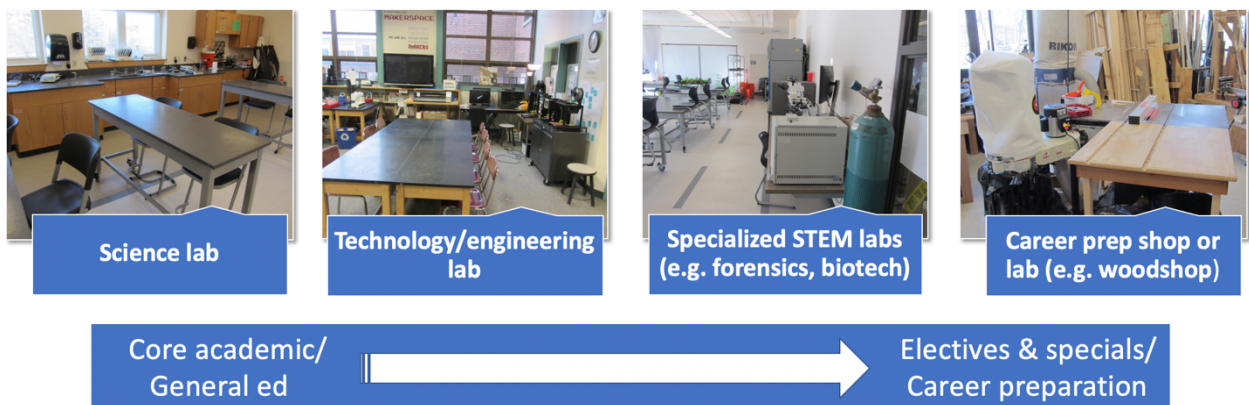 MAKERSPACE
RIKON
Science lab
Technology/engineering
lab
Specialized STEM labs
(e.g. forensics, biotech)
Career prep shop or
lab (e.g. woodshop)
Core academic/
General ed
Electives & specials/
Career preparation